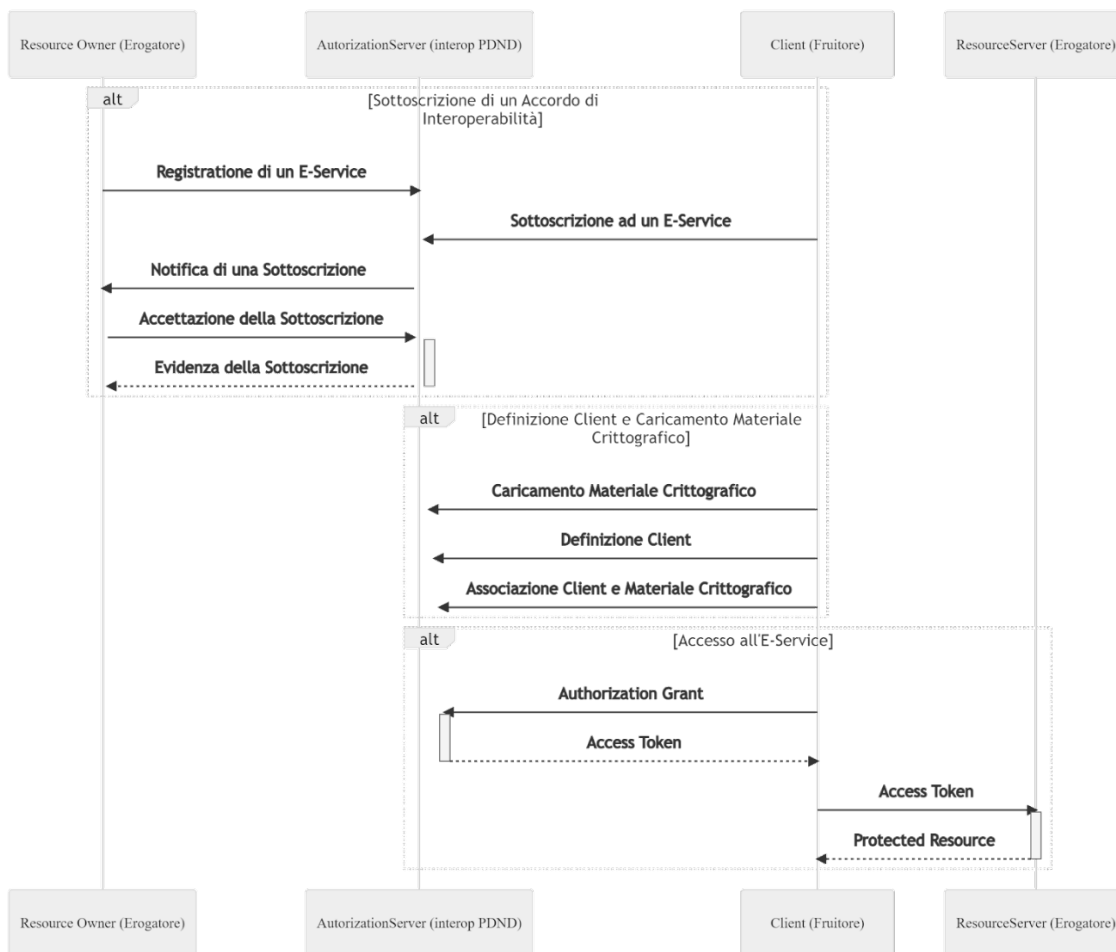 Resource Owner (Erogatore)
AutorizationServer (interop PDND)
Client (Fruitore)
ResourceServer (Erogatore)
alt
[Sottoscrizione di un Accordo di
Interoperabilità]
Registratione di un E-Service
Sottoscrizione ad un E-Service
Notifica di una Sottoscrizione
Accettazione della Sottoscrizione
Evidenza della Sottoscrizione
alt
[Definizione Client e Caricamento Materiale
Crittografico]
Caricamento Materiale Crittografico
Definizione Client
Associazione Client e Materiale Crittografico
alt
[Accesso all'E-Service]
Authorization Grant
Access Token
Access Token
Protected Resource
Resource Owner (Erogatore)
AutorizationServer (interop PDND)
Client (Fruitore)
ResourceServer (Erogatore)